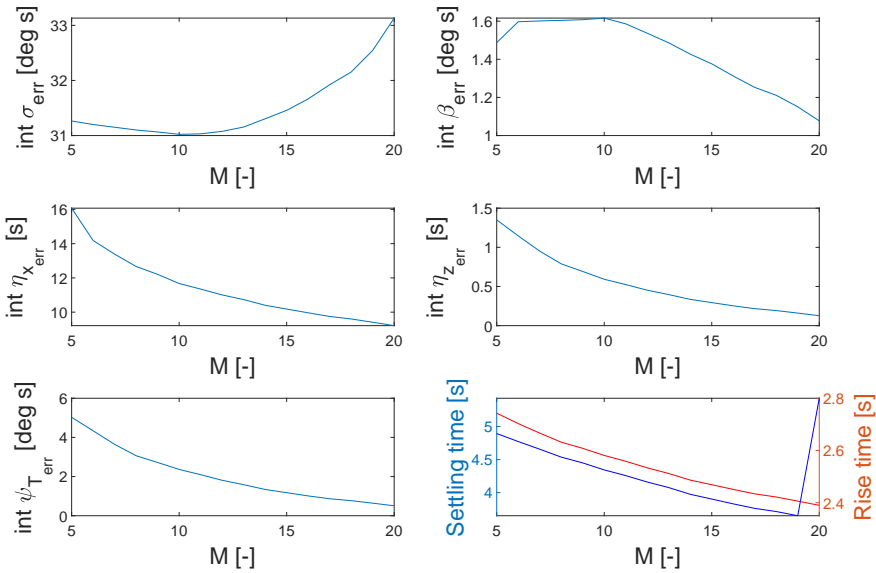 int σ_err [deg s]
33
32
31
5 10 15 20
M [-]
int β_err [deg s]
1.6
1.4
1.2
1
5 10 15 20
M [-]
int η_x_err [s]
16
14
12
10
5 10 15 20
M [-]
int η_z_err [s]
1.5
1
0.5
0
5 10 15 20
M [-]
int ψ_T_err [deg s]
6
4
2
0
5 10 15 20
M [-]
Settling time [s]
5
4.5
4
5 10 15 20
M [-]
2.8
2.6
2.4
Rise time [s]